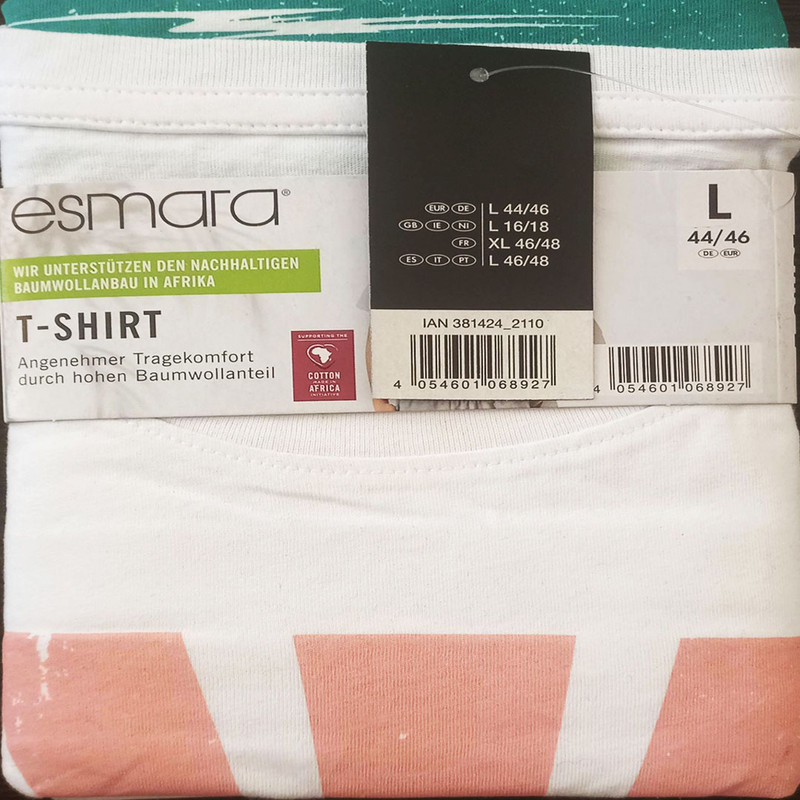 esmara®
WIR UNTERSTÜTZEN DEN NACHHALTIGEN
BAUMWOLLANBAU IN AFRIKA
T-SHIRT
Angenehmer Tragekomfort
durch hohen Baumwollanteil
SUPPORTING THE
COTTON
MADE IN
AFRICA
INITIATIVE
EUR DE L 44/46
GB IE NI L 16/18
FR XL 46/48
ES IT PT L 46/48
IAN 381424_2110
4 054601 068927
L
44/46
DE EUR
4 054601 068927